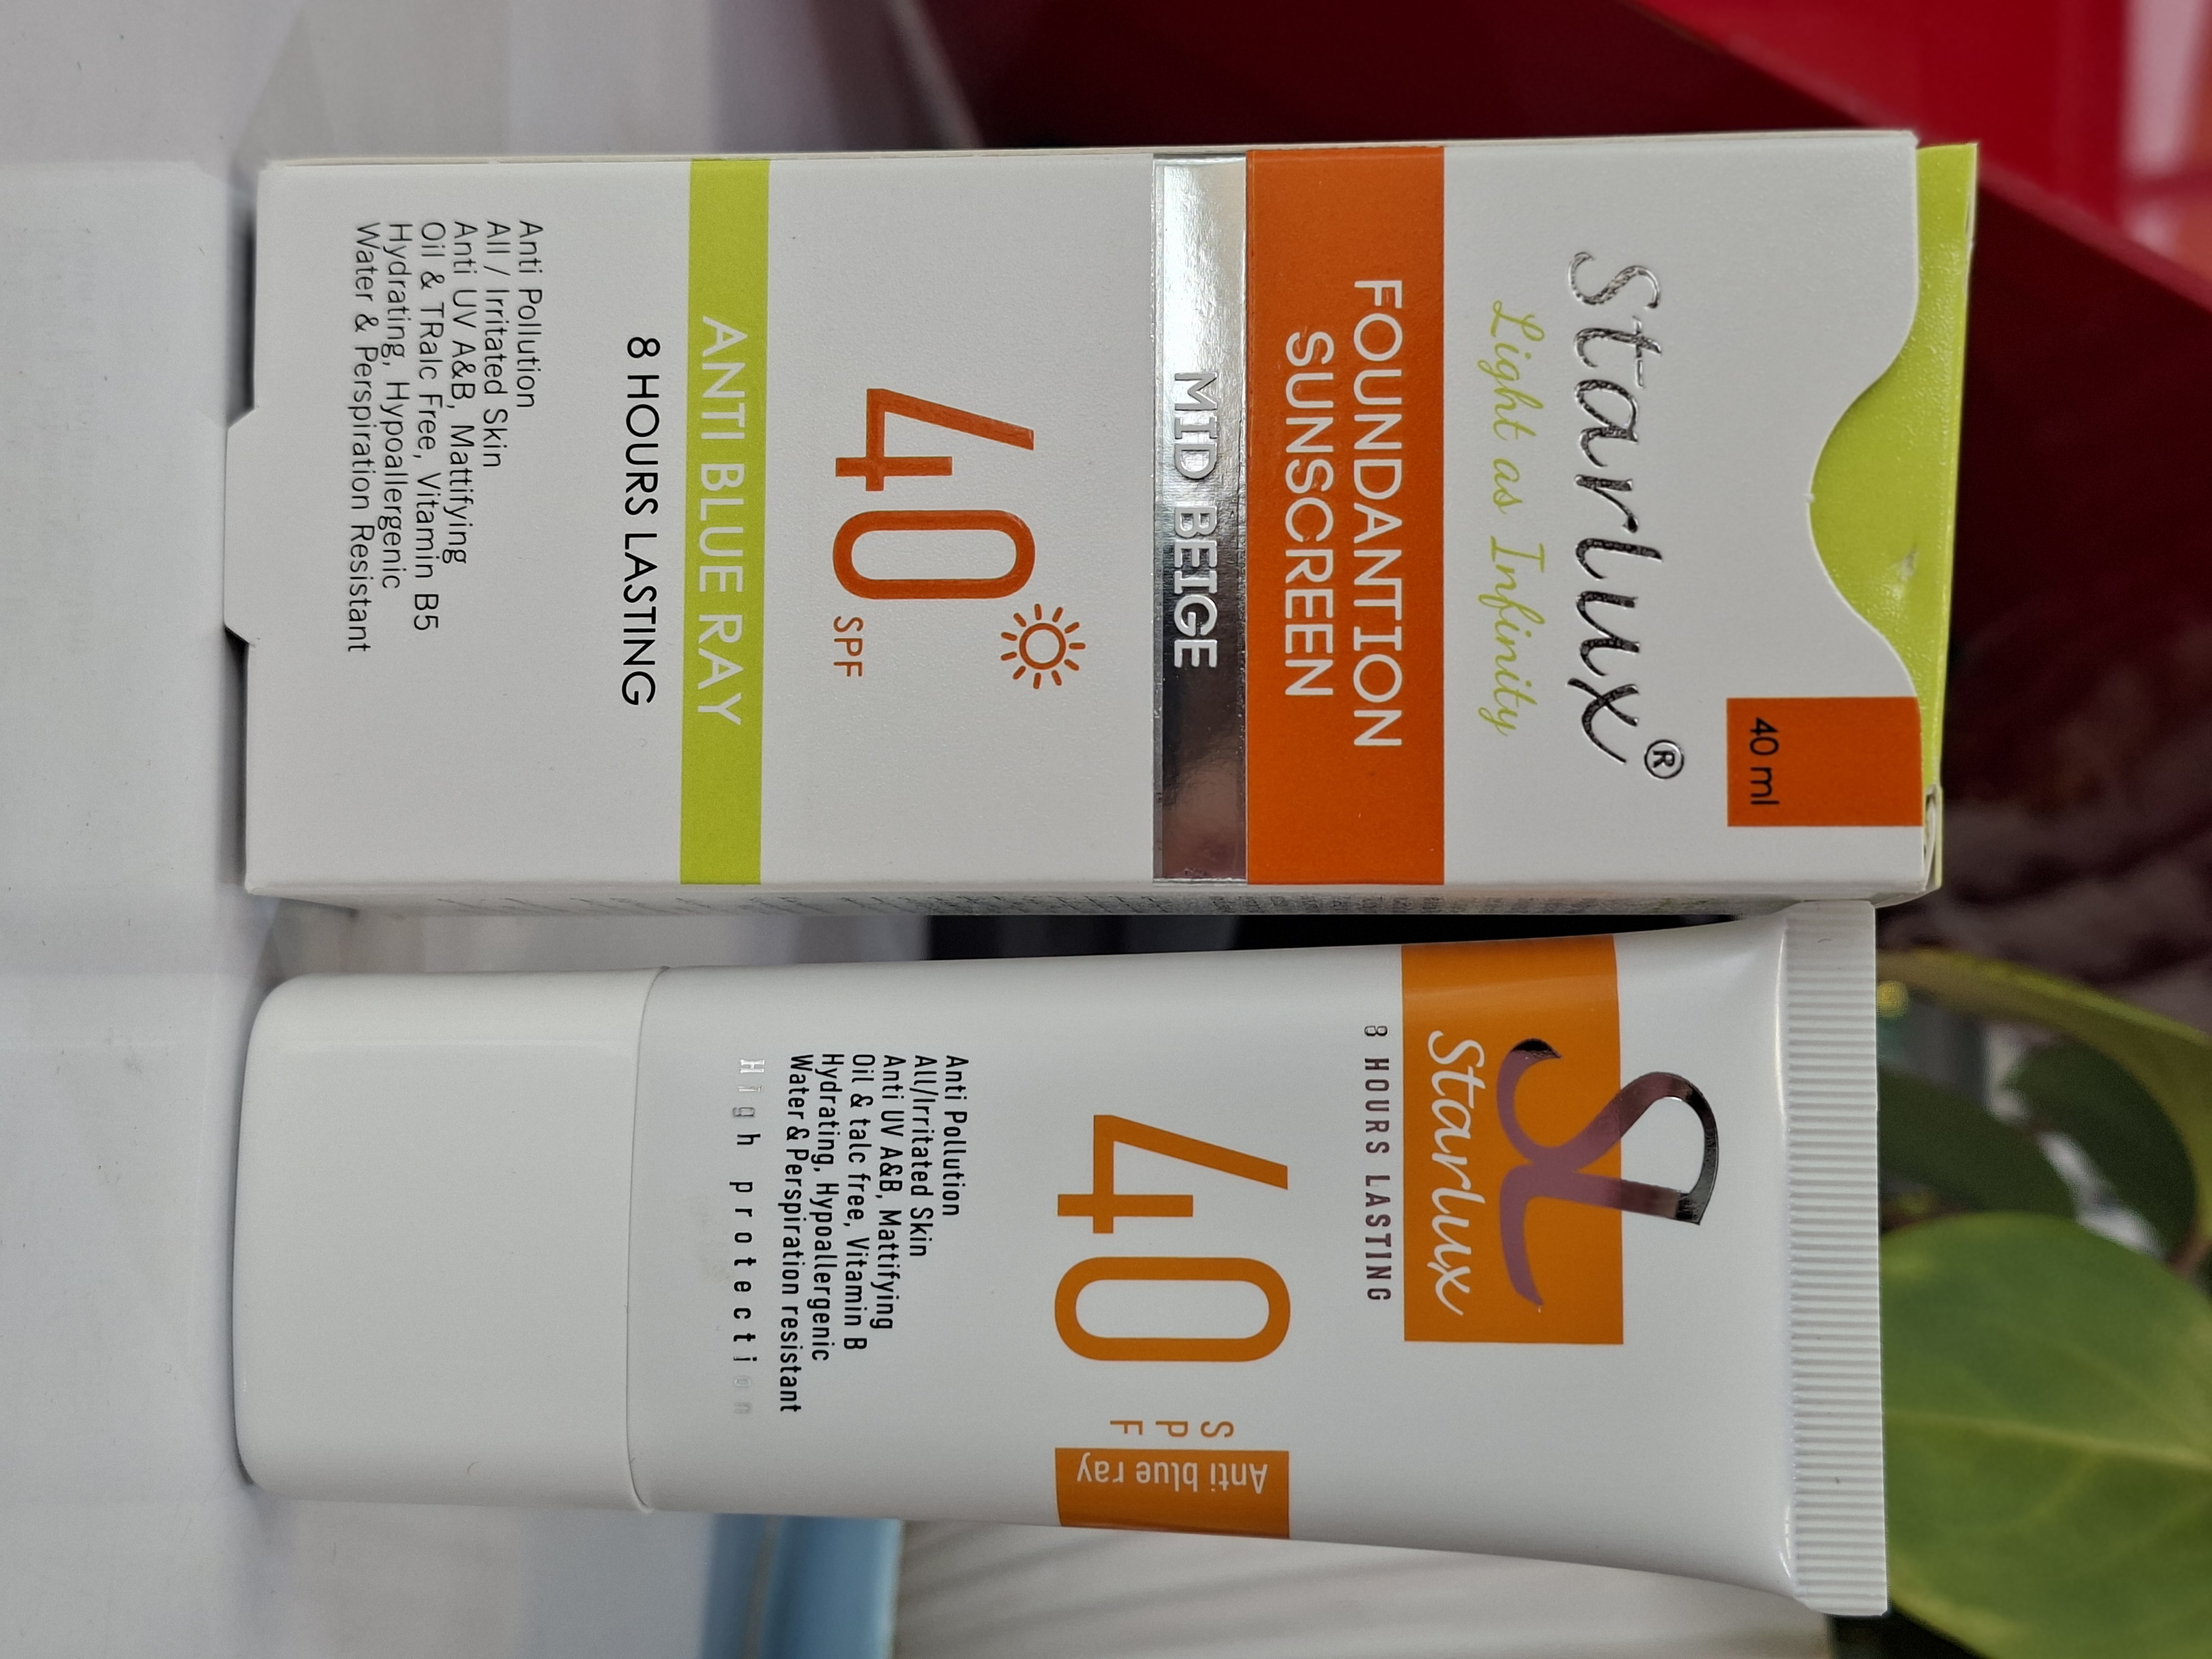 40 ml
Starlux®
Light as Infinity
FOUNDANTION
SUNSCREEN
MID BEIGE
40 SPF
ANTI BLUE RAY
8 HOURS LASTING
Anti Pollution
All / Irritated Skin
Anti UV A&B, Mattifying
Oil & TRalc Free, Vitamin B5
Hydrating, Hypoallergenic
Water & Perspiration Resistant
SL
Starlux
8 HOURS LASTING
40 SPF
Anti blue ray
Anti Pollution
All/Irritated Skin
Anti UV A&B, Mattifying
Oil & talc free, Vitamin B
Hydrating, Hypoallergenic
Water & Perspiration resistant
High protection